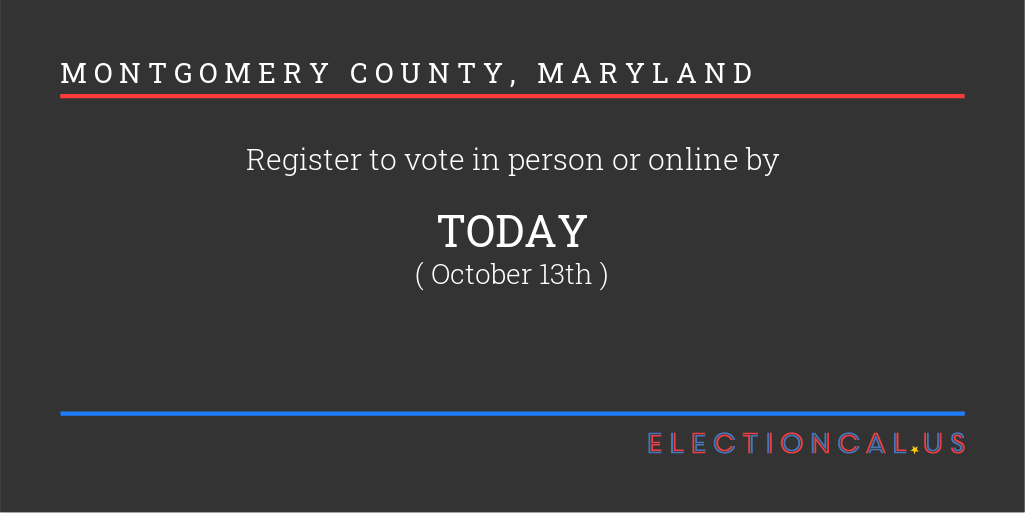 MONTGOMERY COUNTY, MARYLAND
Register to vote in person or online by
TODAY
( October 13th )
ELECTIONCAL.US